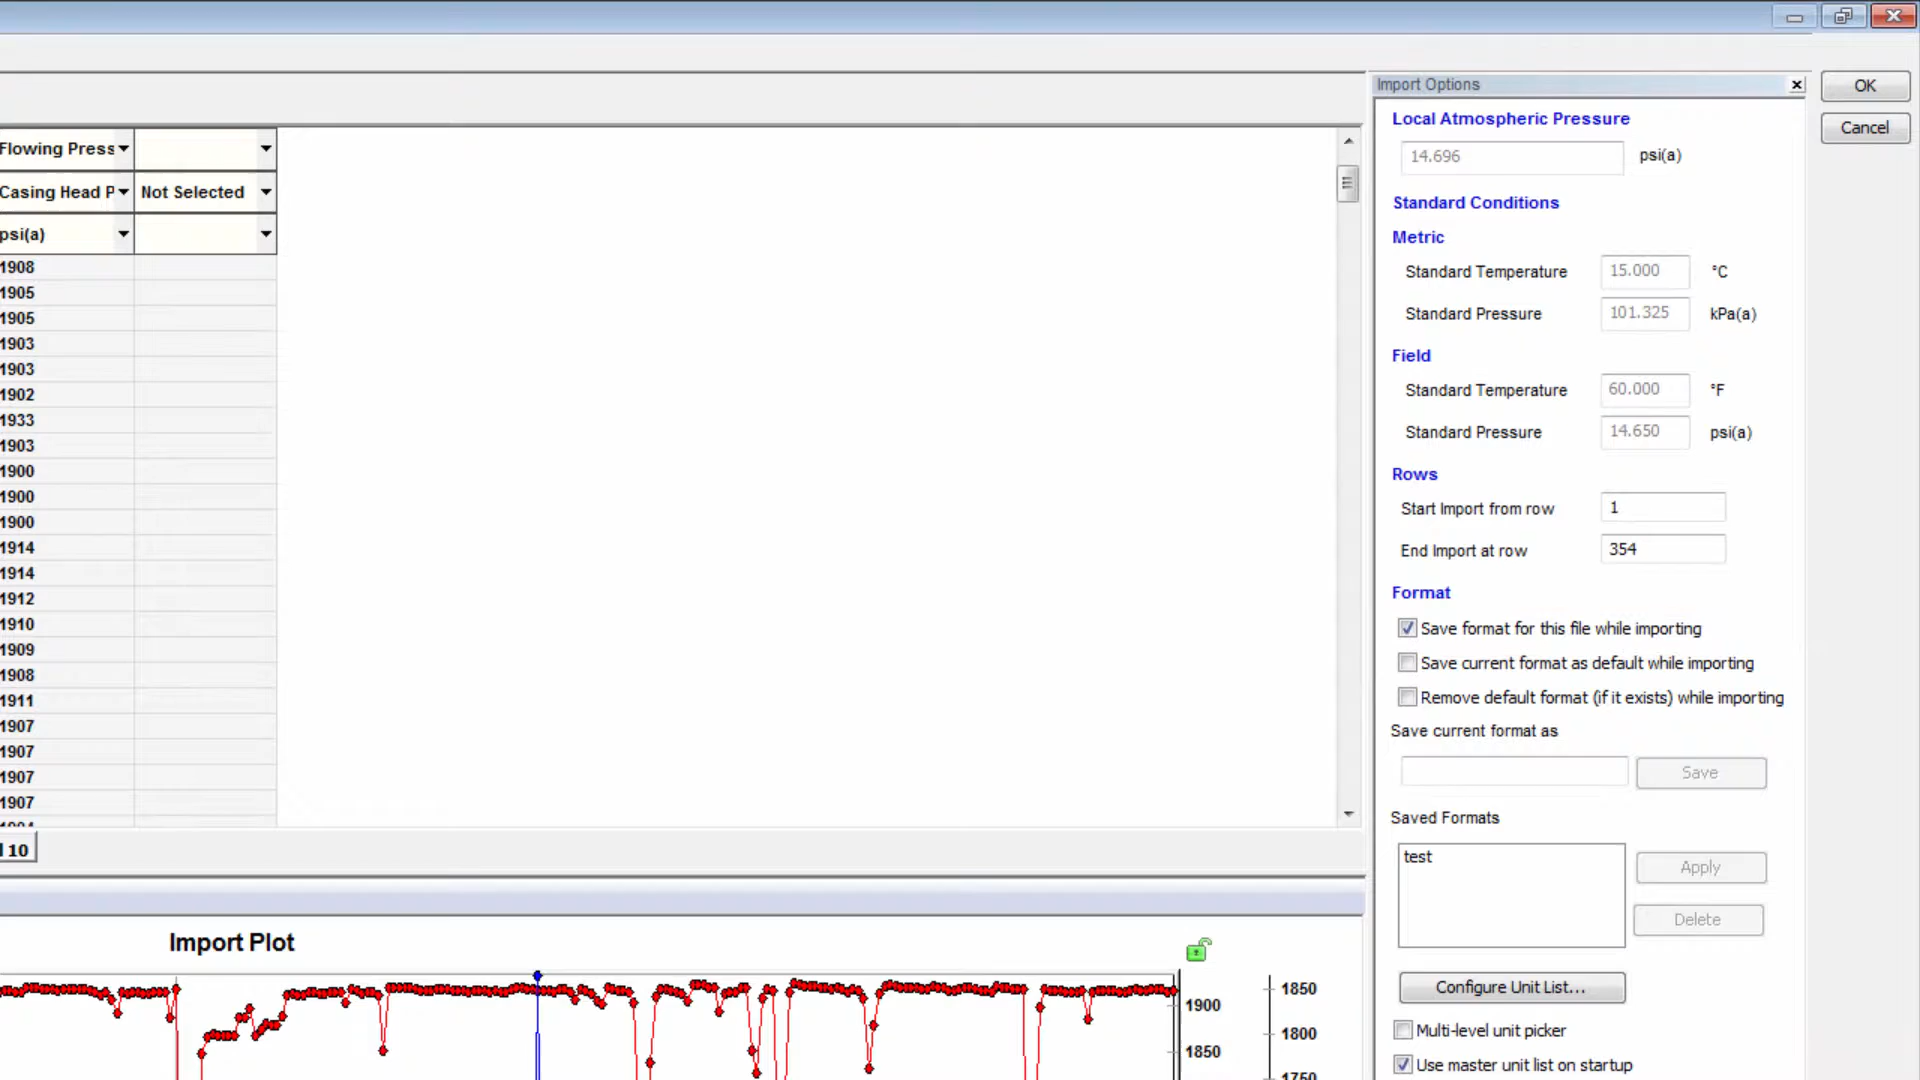 Import Options
OK
Local Atmospheric Pressure
Cancel
Flowing Press
14.696 psi(a)
Casing Head P Not Selected
Standard Conditions
psi(a)
Metric
1908
Standard Temperature 15.000 °C
1905
1905
Standard Pressure 101.325 kPa(a)
1903
Field
1903
Standard Temperature 60.000 °F
1902
1933
Standard Pressure 14.650 psi(a)
1903
1900
Rows
1900
Start Import from row 1
1900
1914
End Import at row 354
1914
1912
Format
1910
Save format for this file while importing
1909
Save current format as default while importing
1908
1911
Remove default format (if it exists) while importing
1907
Save current format as
1907
1907
Save
1907
Saved Formats
10
test
Apply
Delete
Import Plot
Configure Unit List...
1900
1850
1850
1800
1750
Multi-level unit picker
Use master unit list on startup